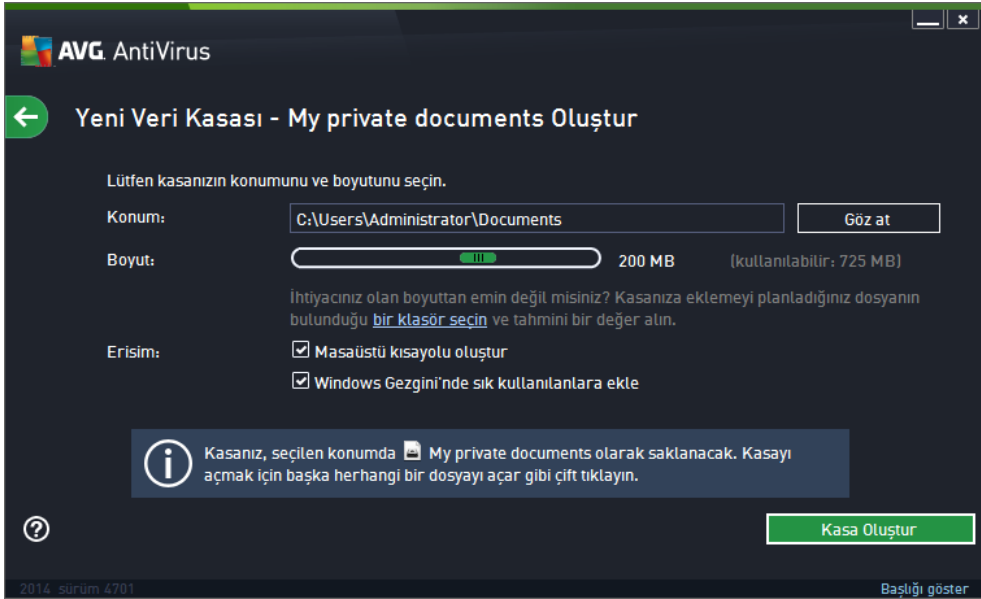 AVG AntiVirus
Yeni Veri Kasası - My private documents Oluştur
Lütfen kasanızın konumunu ve boyutunu seçin.
Konum: C:\Users\Administrator\Documents Göz at
Boyut: 200 MB (kullanılabilir: 725 MB)
İhtiyacınız olan boyuttan emin değil misiniz? Kasanıza eklemeyi planladığınız dosyanın
bulunduğu bir klasör seçin ve tahmini bir değer alın.
Erisim: Masaüstü kısayolu oluştur
Windows Gezgini'nde sık kullanılanlara ekle
Kasanız, seçilen konumda My private documents olarak saklanacak. Kasayı
açmak için başka herhangi bir dosyayı açar gibi çift tıklayın.
Kasa Oluştur
2014 sürüm 4701 Başlığı göster